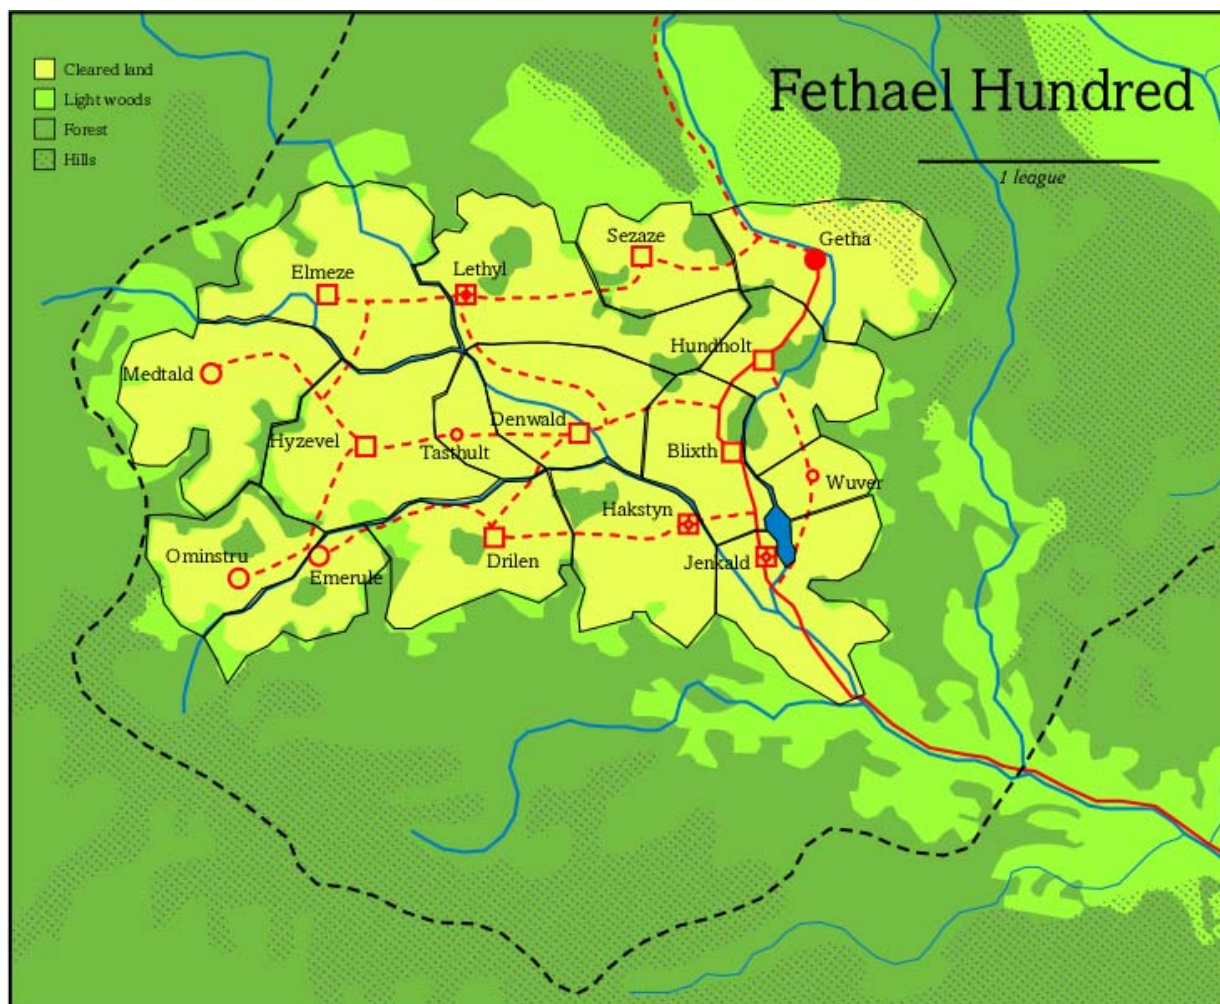 Fethael Hundred
Cleared land
Light woods
Forest
Hills
1 league
Sezaze
Getha
Elmeze
Lethyl
Hundholt
Medtald
Denwald
Hyzevel
Tasthult
Blixth
Wuver
Hakstyn
Ominstru
Emerule
Drilen
Jenkald